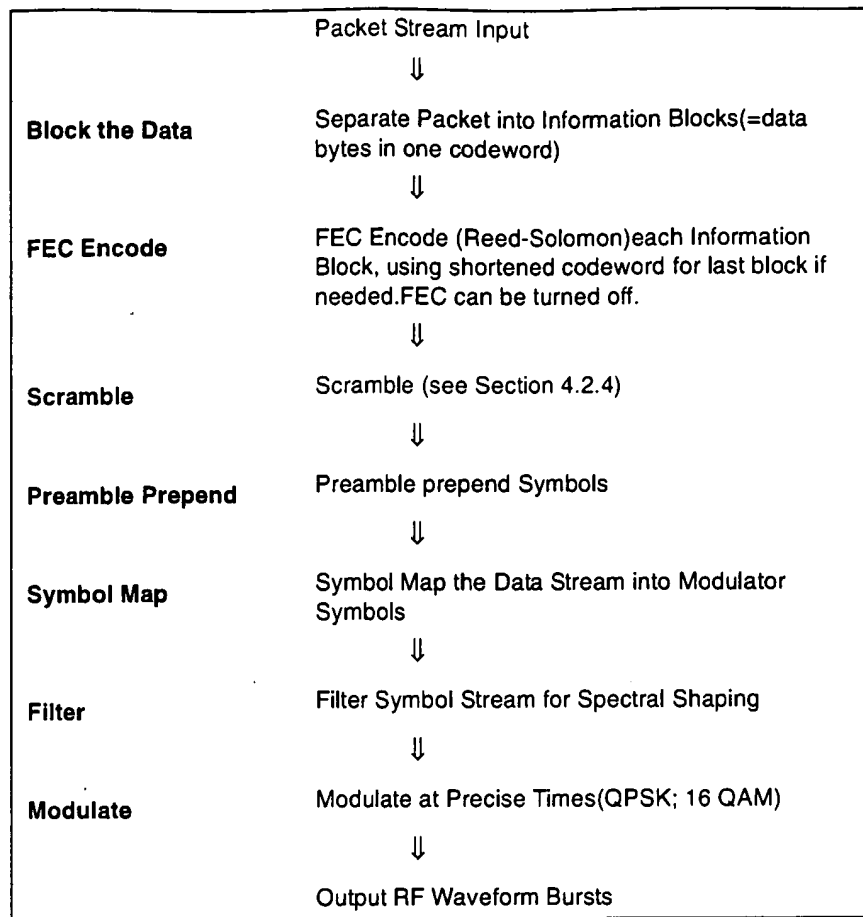 Packet Stream Input
⇓
Block the Data
Separate Packet into Information Blocks(=data
bytes in one codeword)
⇓
FEC Encode
FEC Encode (Reed-Solomon)each Information
Block, using shortened codeword for last block if
needed.FEC can be turned off.
⇓
Scramble
Scramble (see Section 4.2.4)
⇓
Preamble Prepend
Preamble prepend Symbols
⇓
Symbol Map
Symbol Map the Data Stream into Modulator
Symbols
⇓
Filter
Filter Symbol Stream for Spectral Shaping
⇓
Modulate
Modulate at Precise Times(QPSK; 16 QAM)
⇓
Output RF Waveform Bursts